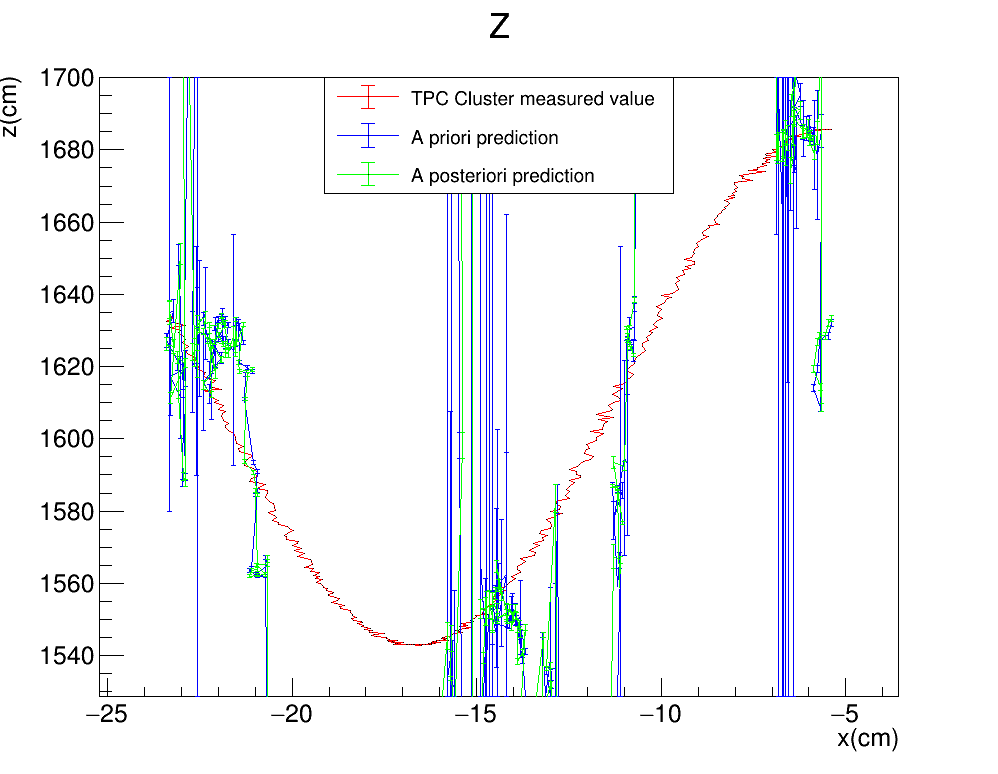 Z
z(cm)
1700
1680
1660
1640
1620
1600
1580
1560
1540
TPC Cluster measured value
A priori prediction
A posteriori prediction
−25 −20 −15 −10 −5
x(cm)